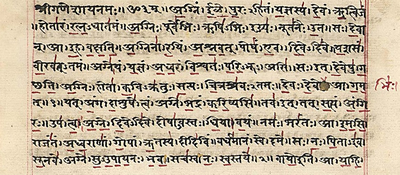 श्रीगणेशायनमः ॥ ॐ३म् ॥ अग्निं । ईळे । पुरःऽहितं । यज्ञस्य । देवं । ऋत्विजं
। होतारं । रत्नऽधातमं ॥ अग्निः । पूर्वेभिः । ऋषिऽभिः । ईड्यः । नूतनैः । उत । सः । देवा
न् । आ । इह । वक्षति ॥ अग्निना । रयिं । अश्नवत् । पोषं । एव । दिवेऽदिवे । यशसं ।
वीरवत्ऽतमं ॥ अग्ने । यं । यज्ञं । अध्वरं । विश्वतः । परिऽभूः । असि । सः । इत् । देवेषु । ग
च्छति ॥ अग्निः । होता । कविऽक्रतुः । सत्यः । चित्रश्रवःऽतमः । देवः । देवे । आ । गम
भिः ।
त् ॥ १ ॥ यत् । अंग । दाशुषे । त्वं । अग्ने । भद्रं । करिष्यसि । तव । इत् । तत् । सत्यं । अंगि
रः ॥ उप । त्वा । अग्ने । दिवेऽदिवे । दोषाऽवस्तः । धिया । वयं । नमः । भरंतः । आ । इमसि
राजंतं । अध्वराणां । गोपां । ऋतस्य । दीदिविं । वर्धमानं । स्वे । दमे ॥ सः । नः । पिताऽइव
सूनवे । अग्ने । सुऽउपायनः । भव । सचस्व । नः । स्वस्तये ॥ २ ॥ वायो इति । आ । याहि ।